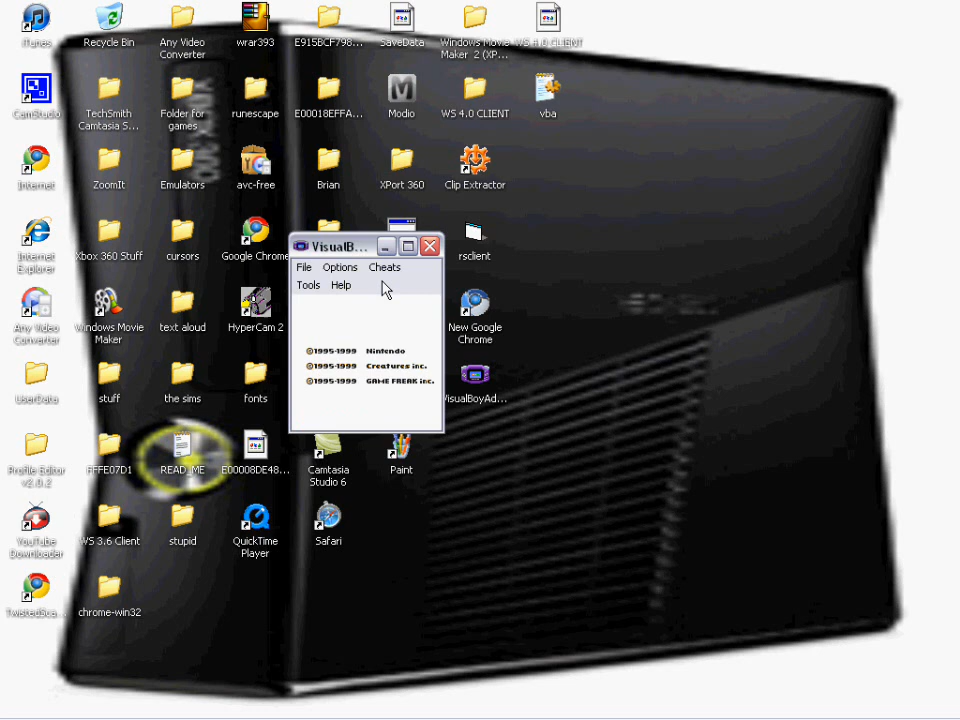 iTunes
Recycle Bin
Any Video
Converter
wrar393
E915BCF796...
SaveData
Windows Movie
Maker 2 (XP...
WS 4.0 CLIENT
CamStudio
TechSmith
Camtasia S...
Folder for
games
runescape
E00018EFFA...
Modio
WS 4.0 CLIENT
vba
Internet
ZoomIt
Emulators
avc-free
Brian
XPort 360
Clip Extractor
Internet
Explorer
Xbox 360 Stuff
cursors
Google Chrome
rsclient
VisualB...
File Options Cheats
Tools Help
©1995-1999 Nintendo
©1995-1999 Creatures inc.
©1995-1999 GAME FREAK inc.
Any Video
Converter
Windows Movie
Maker
text aloud
HyperCam 2
New Google
Chrome
UserData
stuff
the sims
fonts
VisualBoyAd...
Profile Editor
v2.0.2
FFFE07D1
READ_ME
E00008DE48...
Camtasia
Studio 6
Paint
YouTube
Downloader
WS 3.6 Client
stupid
QuickTime
Player
Safari
TwistedSca...
chrome-win32